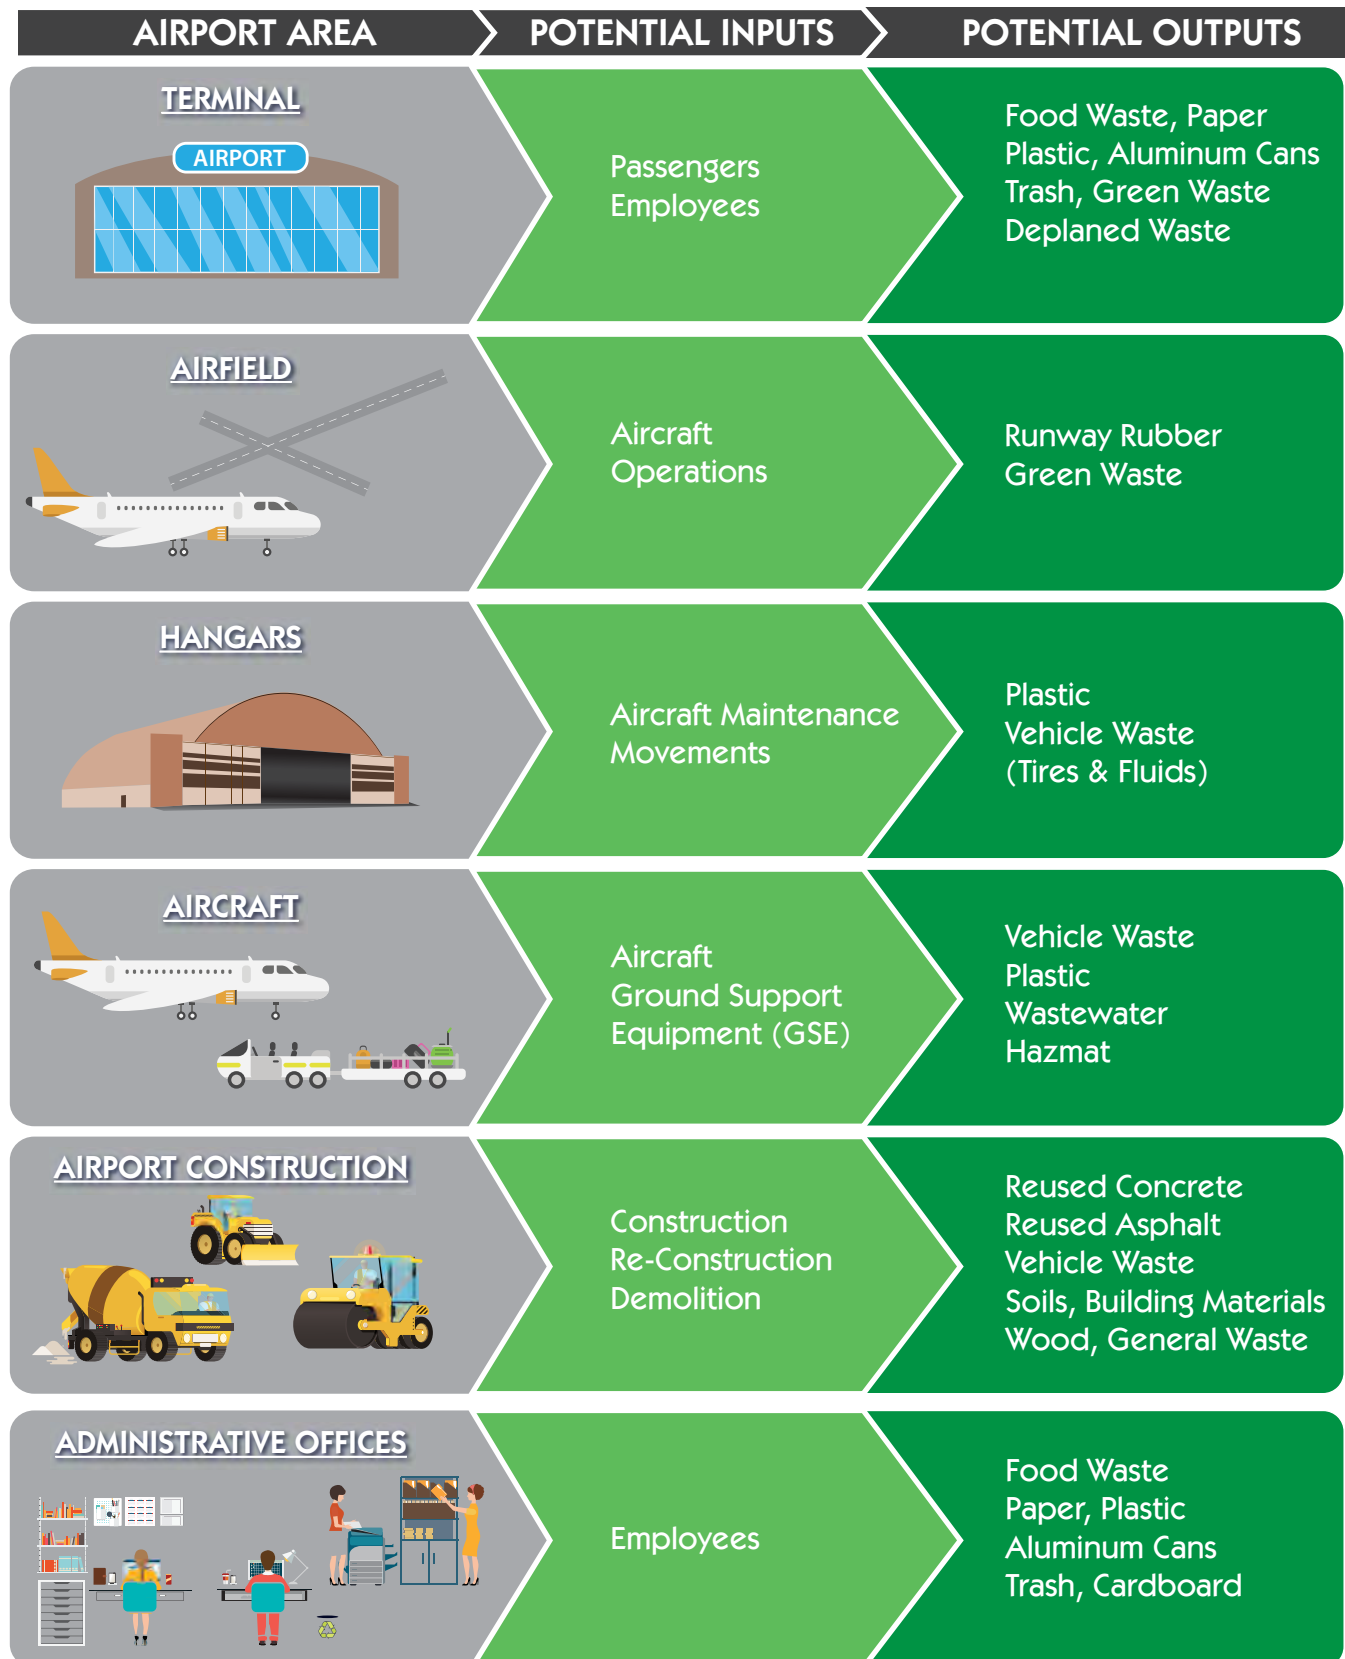 AIRPORT AREA
POTENTIAL INPUTS
POTENTIAL OUTPUTS
TERMINAL
AIRPORT
Passengers
Employees
Food Waste, Paper
Plastic, Aluminum Cans
Trash, Green Waste
Deplaned Waste
AIRFIELD
Aircraft
Operations
Runway Rubber
Green Waste
HANGARS
Aircraft Maintenance
Movements
Plastic
Vehicle Waste
(Tires & Fluids)
AIRCRAFT
Aircraft
Ground Support
Equipment (GSE)
Vehicle Waste
Plastic
Wastewater
Hazmat
AIRPORT CONSTRUCTION
Construction
Re-Construction
Demolition
Reused Concrete
Reused Asphalt
Vehicle Waste
Soils, Building Materials
Wood, General Waste
ADMINISTRATIVE OFFICES
Employees
Food Waste
Paper, Plastic
Aluminum Cans
Trash, Cardboard